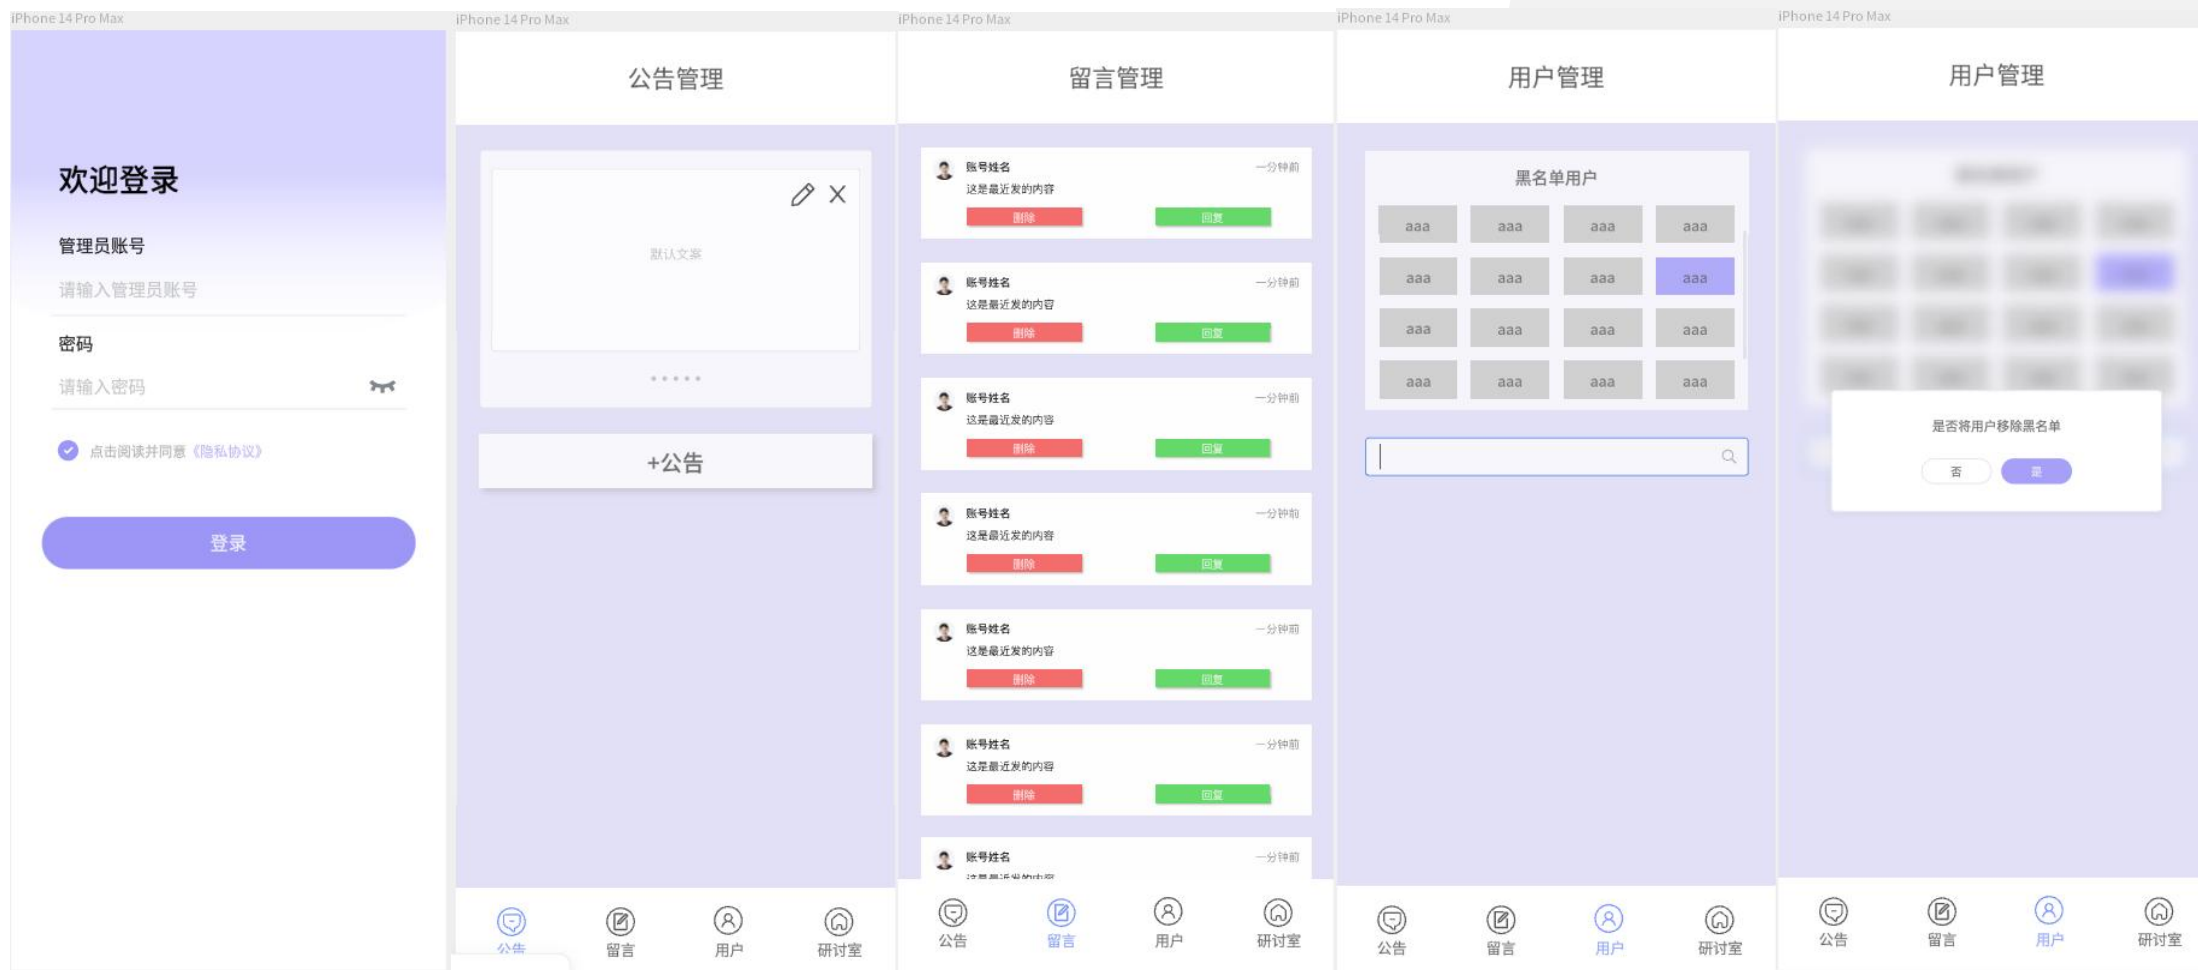 iPhone 14 Pro Max
欢迎登录
管理员账号
请输入管理员账号
密码
请输入密码
点击阅读并同意《隐私协议》
登录
iPhone 14 Pro Max
公告管理
默认文案
+公告
公告
留言
用户
研讨室
iPhone 14 Pro Max
留言管理
账号姓名 一分钟前
这是最近发的内容
删除 回复
账号姓名 一分钟前
这是最近发的内容
删除 回复
账号姓名 一分钟前
这是最近发的内容
删除 回复
账号姓名 一分钟前
这是最近发的内容
删除 回复
账号姓名 一分钟前
这是最近发的内容
删除 回复
账号姓名 一分钟前
这是最近发的内容
删除 回复
账号姓名 一分钟前
这是最近发的内容
公告
留言
用户
研讨室
iPhone 14 Pro Max
用户管理
黑名单用户
aaa aaa aaa aaa
aaa aaa aaa aaa
aaa aaa aaa aaa
aaa aaa aaa aaa
公告
留言
用户
研讨室
iPhone 14 Pro Max
用户管理
是否将用户移除黑名单
否 是
公告
留言
用户
研讨室